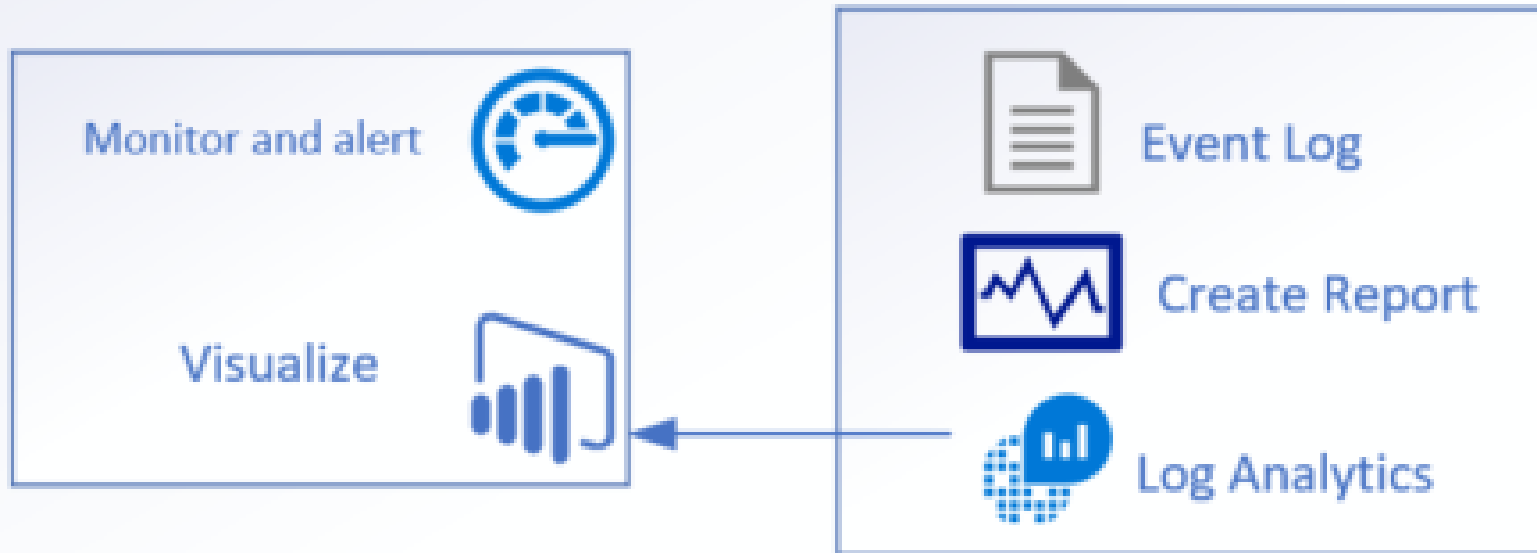 Monitor and alert
Visualize
Event Log
Create Report
Log Analytics